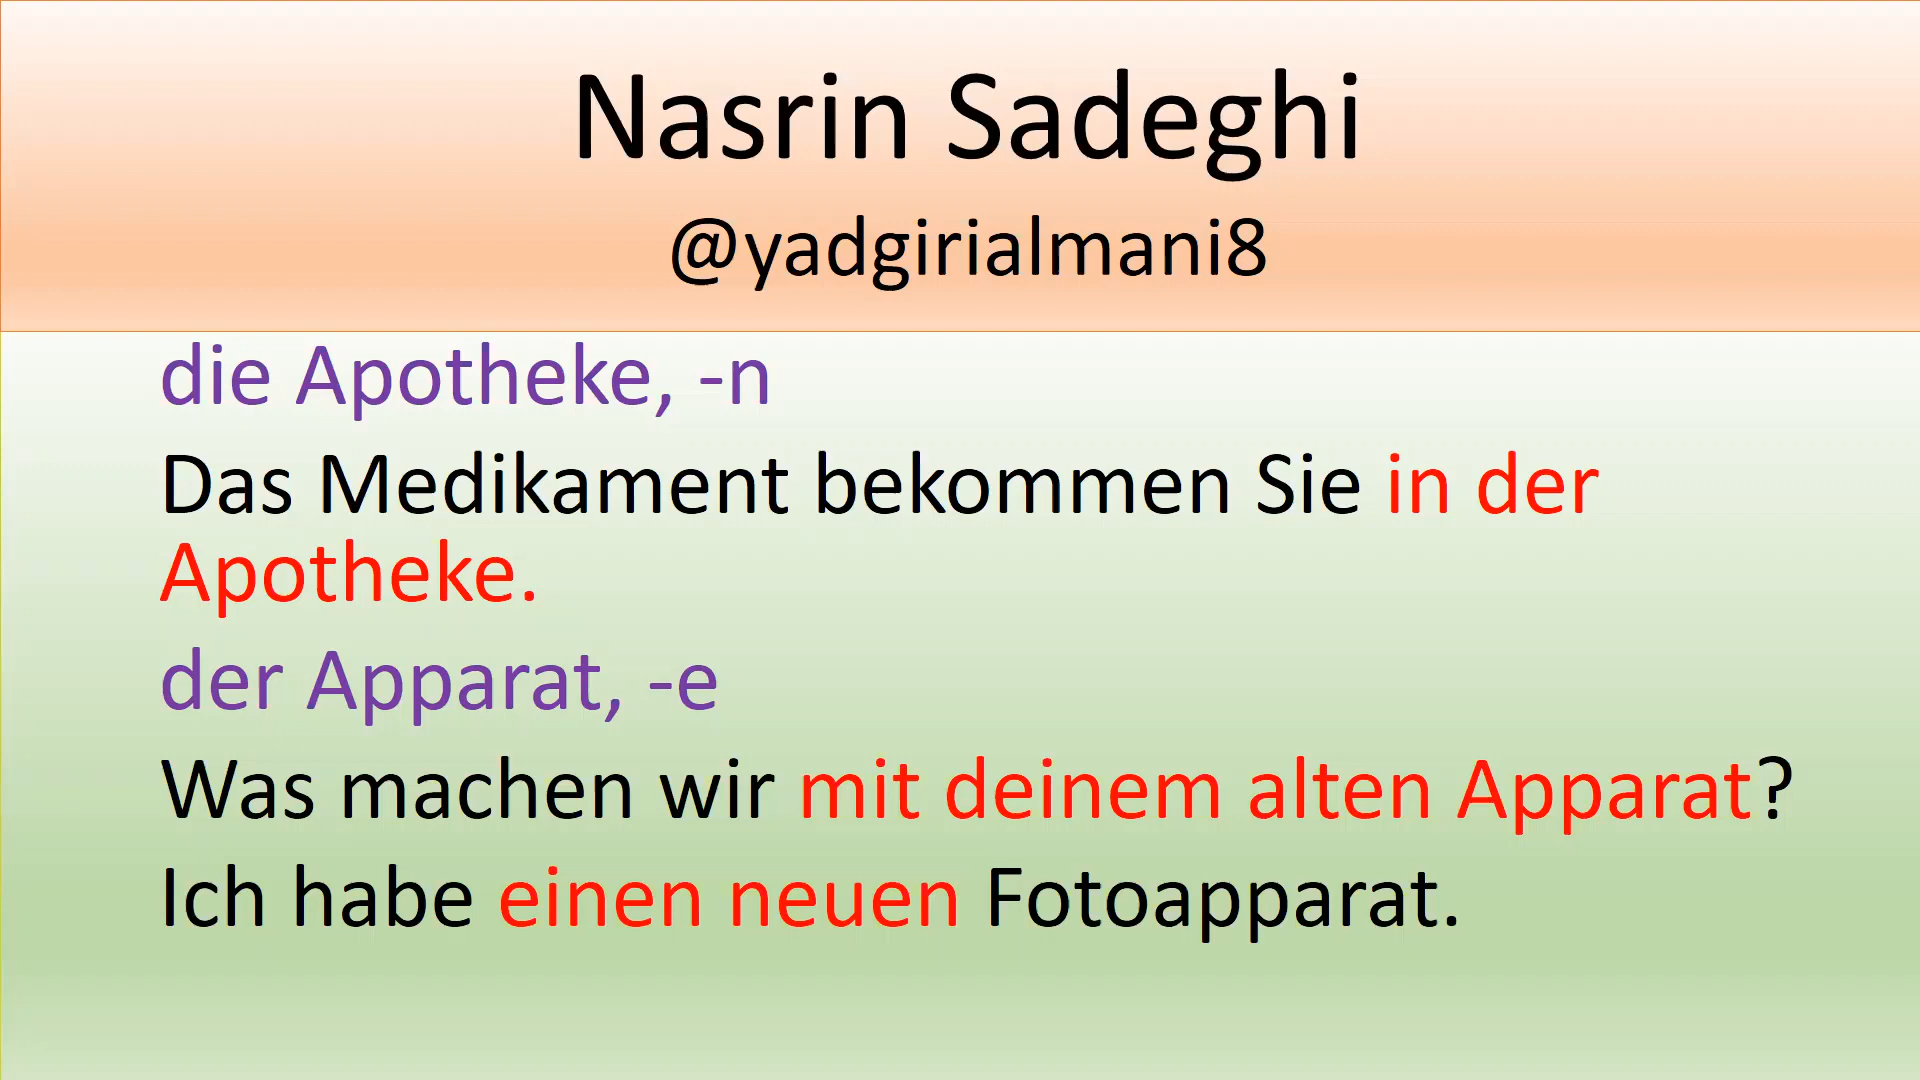 Nasrin Sadeghi
@yadgirialmani8
die Apotheke, -n
Das Medikament bekommen Sie in der
Apotheke.
der Apparat, -e
Was machen wir mit deinem alten Apparat?
Ich habe einen neuen Fotoapparat.